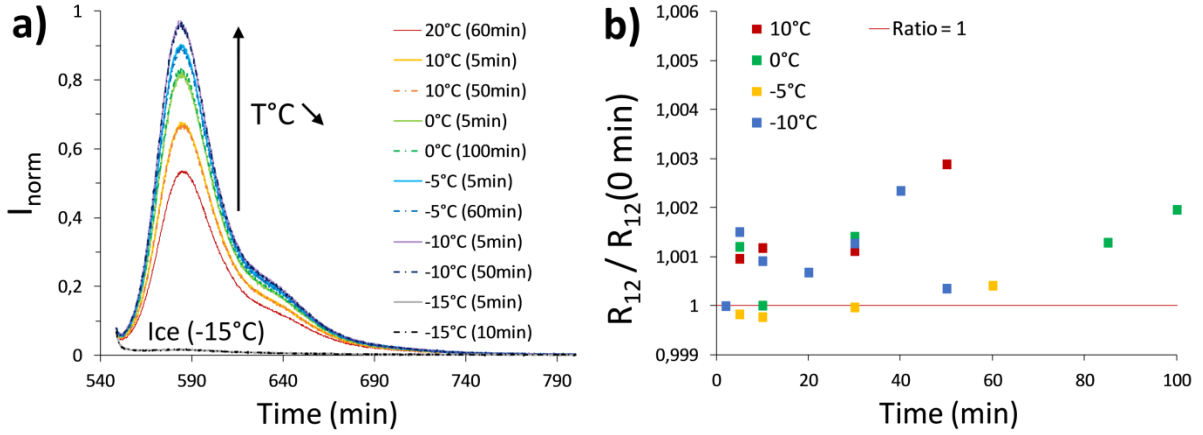 a)
1
0,8
0,6
0,4
0,2
0
I norm
T°C
Ice (-15°C)
540
590
640
690
740
790
Time (min)
20°C (60min)
10°C (5min)
10°C (50min)
0°C (5min)
0°C (100min)
-5°C (5min)
-5°C (60min)
-10°C (5min)
-10°C (50min)
-15°C (5min)
-15°C (10min)
b)
1,006
1,005
1,004
1,003
1,002
1,001
1
0,999
R12 / R12(0 min)
10°C
0°C
-5°C
-10°C
Ratio = 1
0
20
40
60
80
100
Time (min)